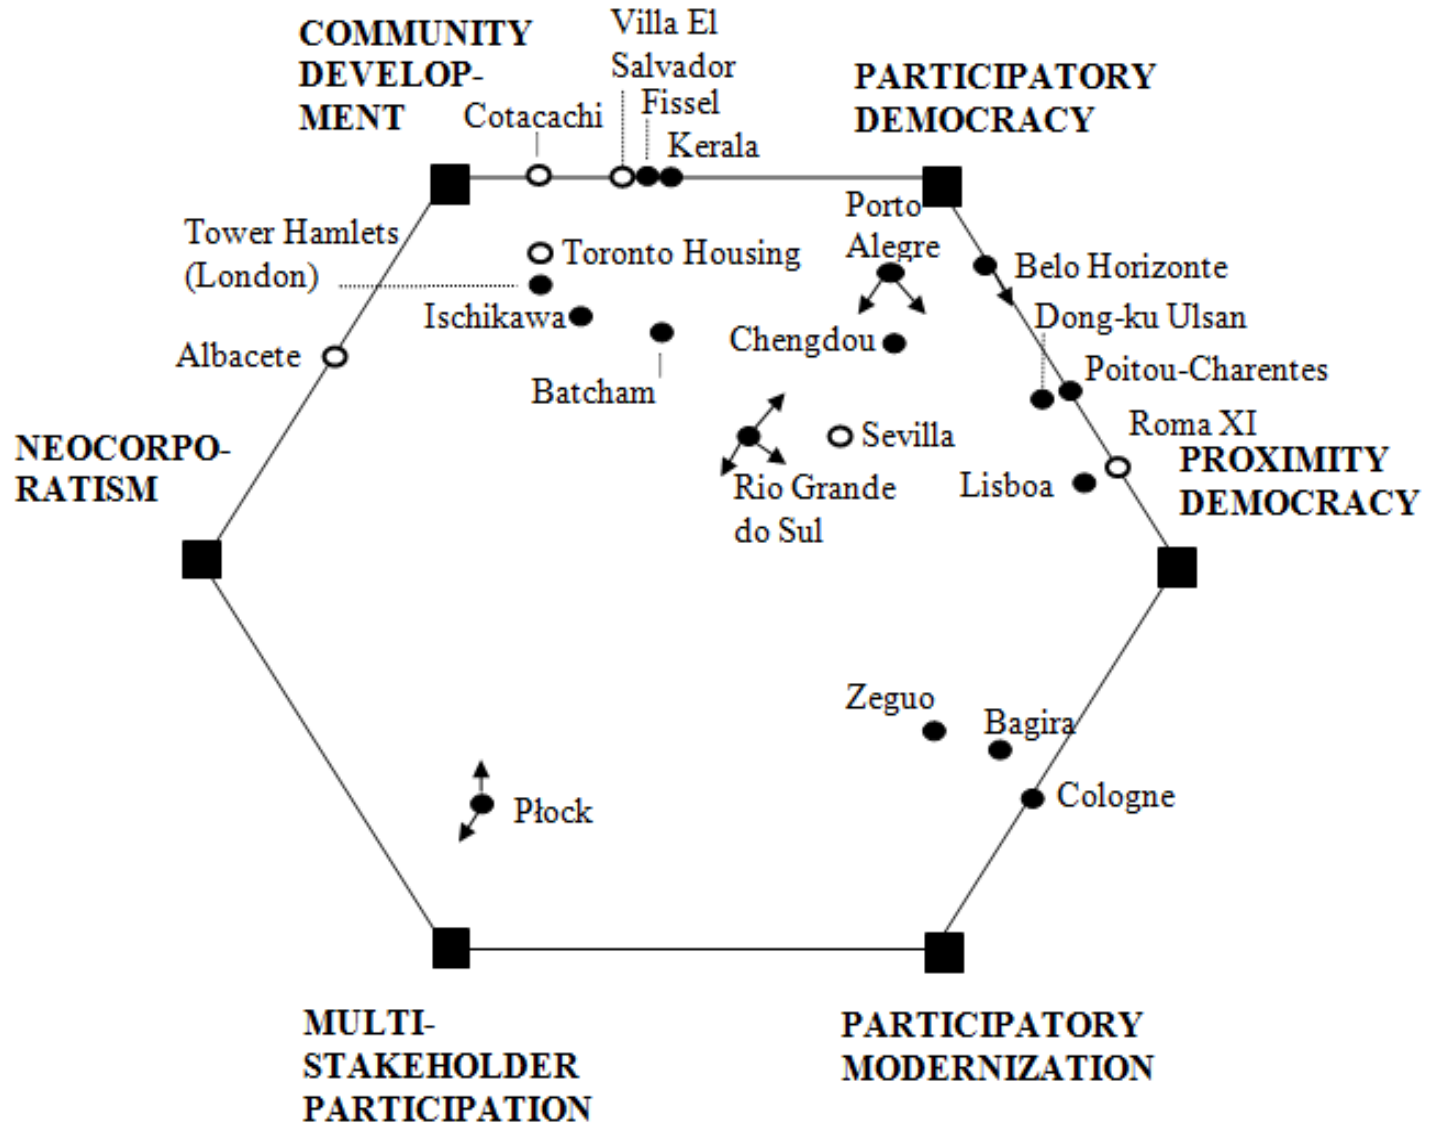 COMMUNITY
DEVELOP-
MENT
Villa El
Salvador
Fissel
Cotacachi
Kerala
PARTICIPATORY
DEMOCRACY
Porto
Alegre
Tower Hamlets
(London)
Toronto Housing
Belo Horizonte
Ischikawa
Dong-ku Ulsan
Chengdou
Albacete
Poitou-Charentes
Batcham
Roma XI
Sevilla
NEOCORPO-
RATISM
PROXIMITY
DEMOCRACY
Lisboa
Rio Grande
do Sul
Zeguo
Bagira
Cologne
Płock
MULTI-
STAKEHOLDER
PARTICIPATION
PARTICIPATORY
MODERNIZATION